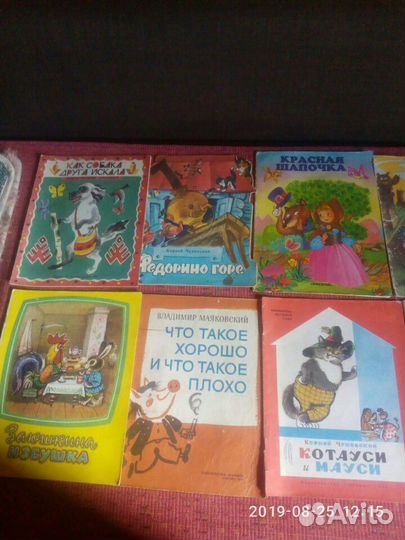 КАК СОБАКА
ДРУГА ИСКАЛА
Корней Чуковский
Федорино горе
КРАСНАЯ
ШАПОЧКА
Заюшкина
избушка
ВЛАДИМИР МАЯКОВСКИЙ
ЧТО ТАКОЕ
ХОРОШО
И ЧТО ТАКОЕ
ПЛОХО
Корней Чуковский
КОТАУСИ
и
МАУСИ
2019-08-25 12:15
Avito